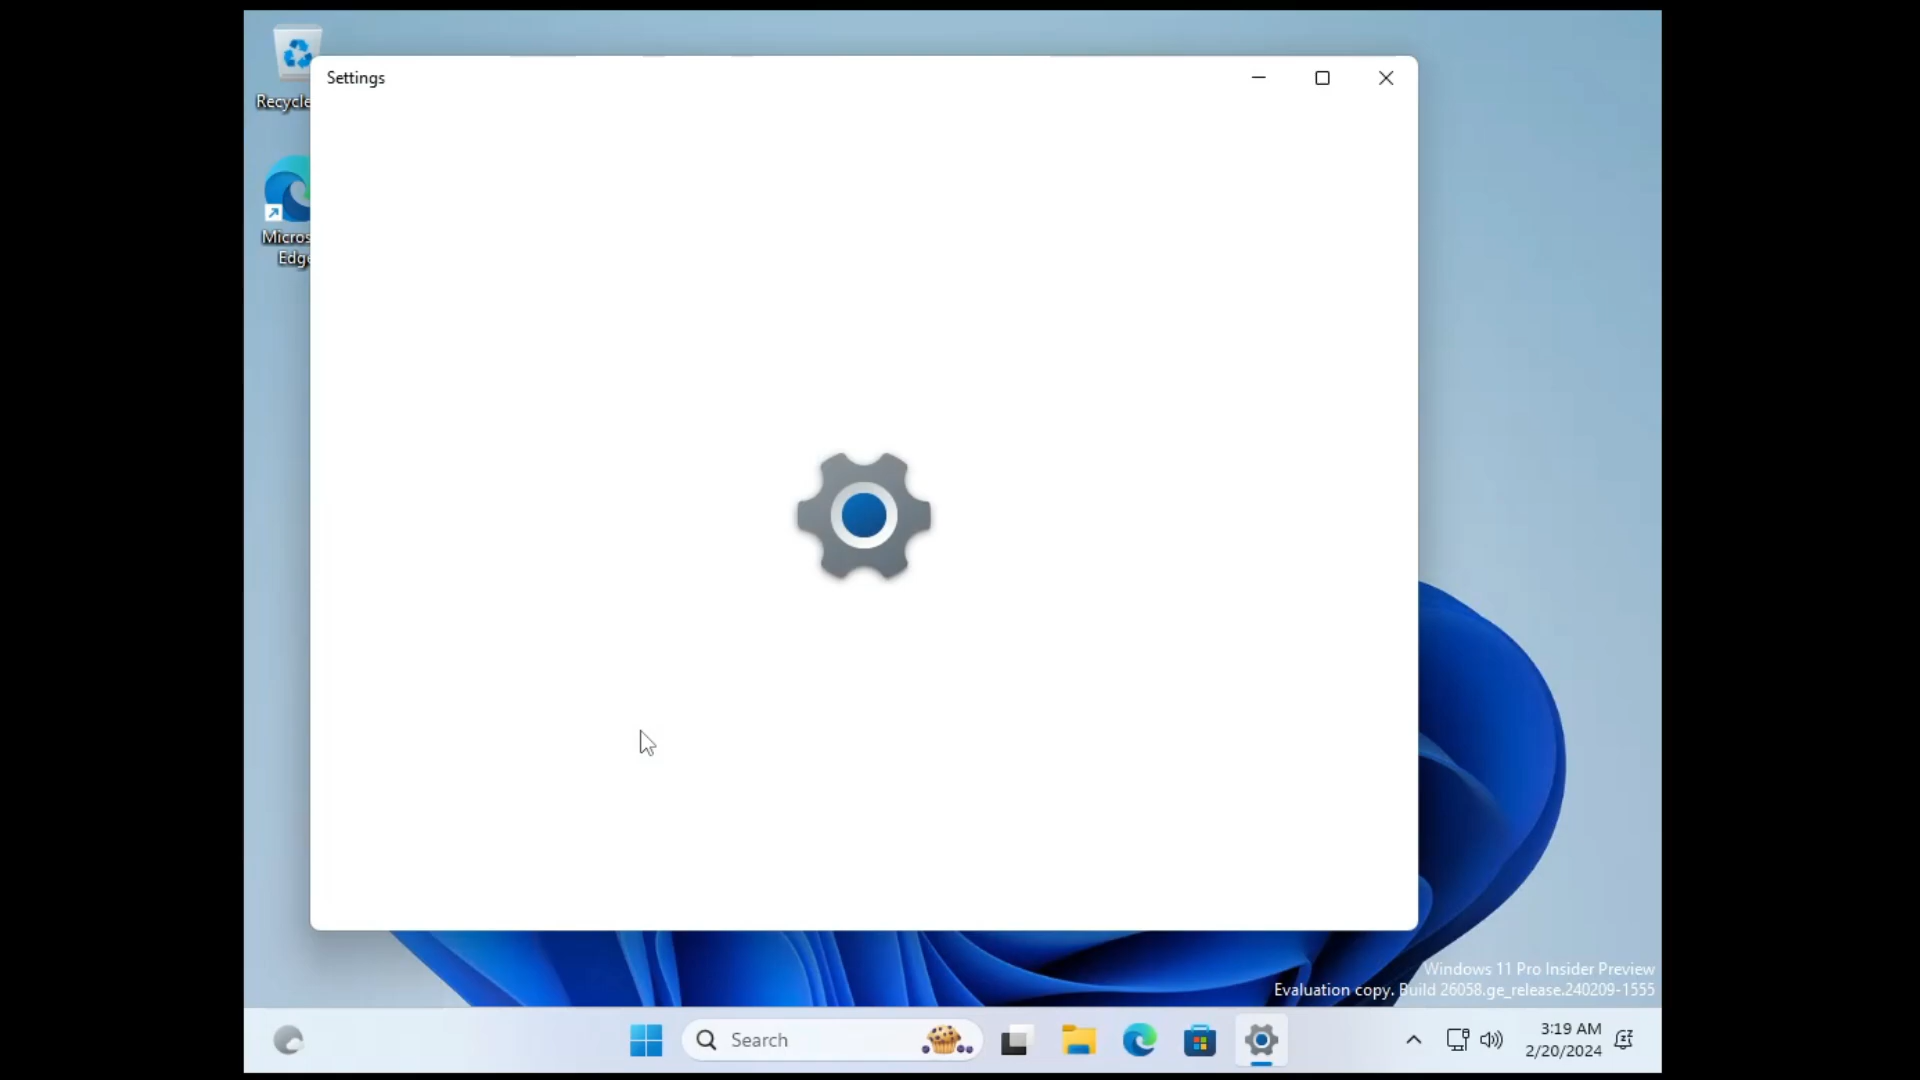 Recycle
Settings
Micros
Edge
Windows 11 Pro Insider Preview
Evaluation copy. Build 26058.ge_release.240209-1555
Search
3:19 AM
2/20/2024